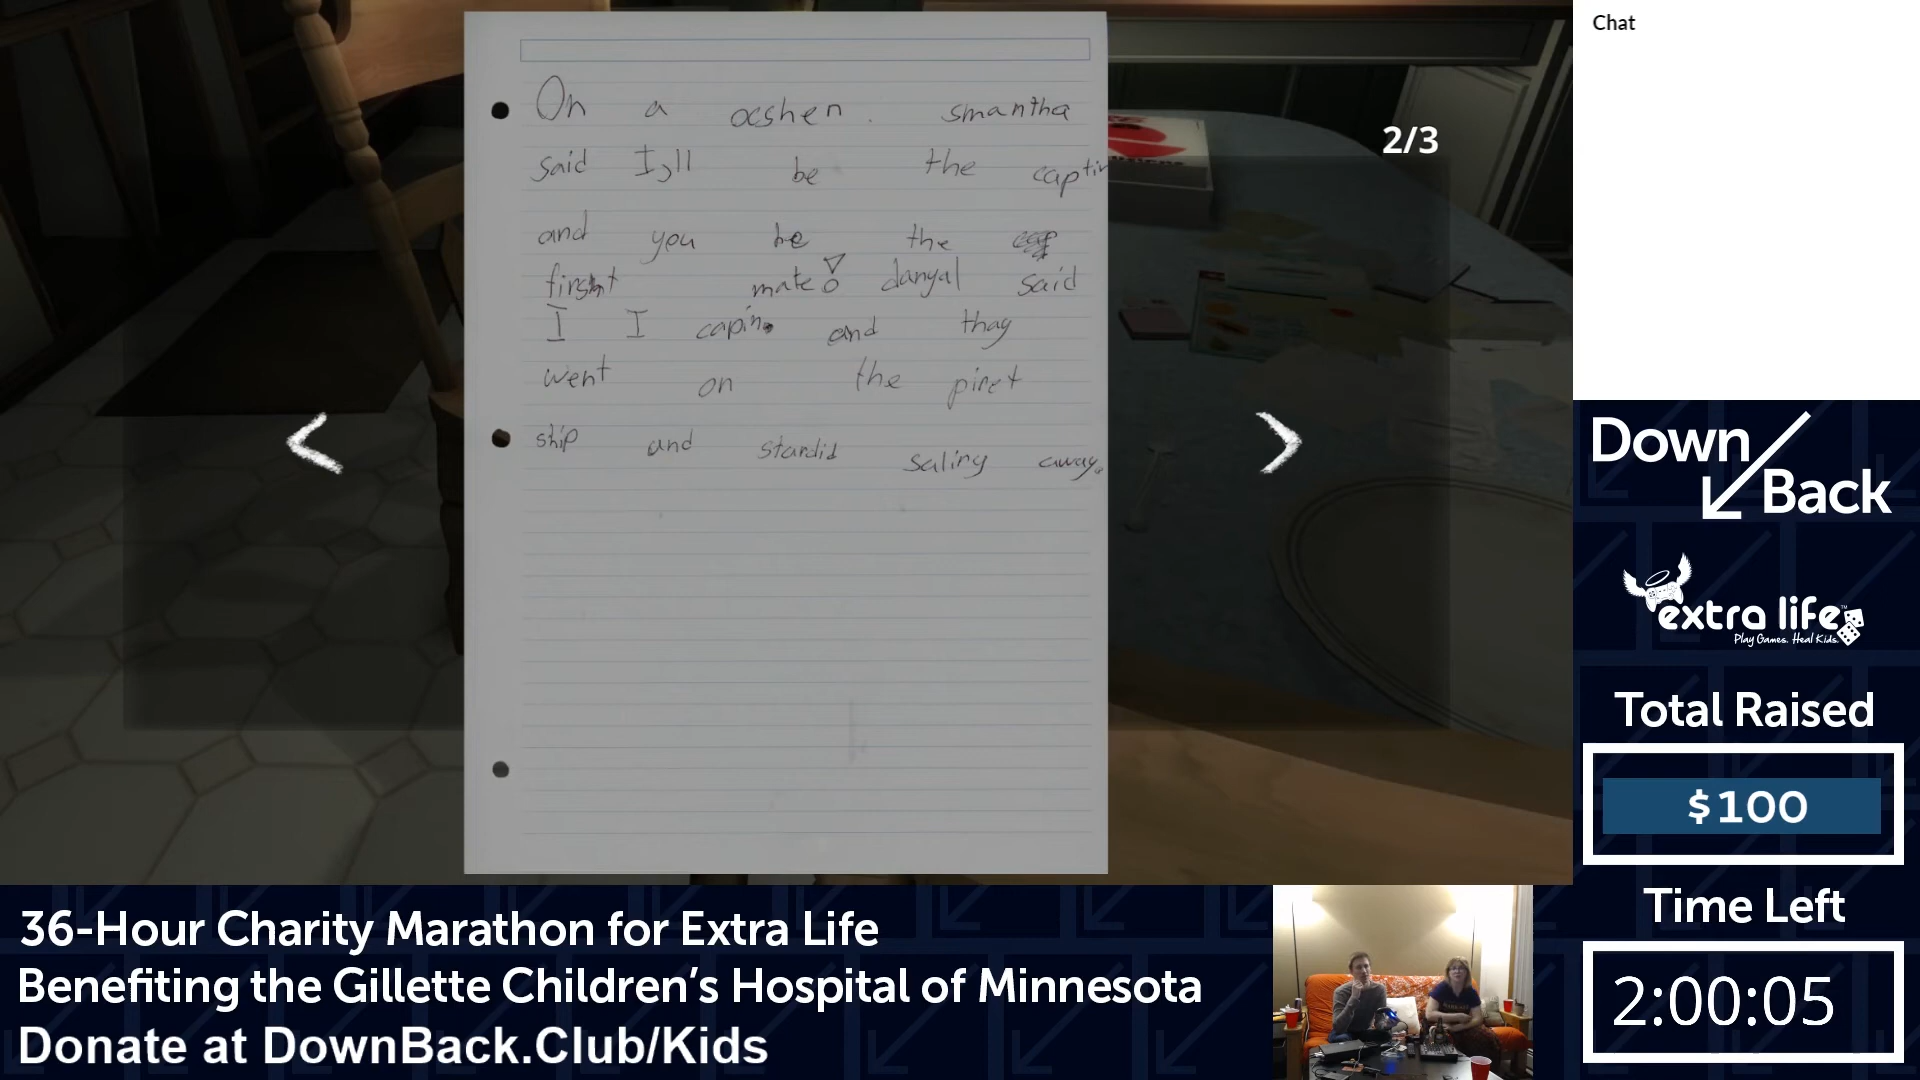 On a ocshen. smantha
said I,ll be the captin
and you be the
firsnt mate! danyal said
I I capin. and thay
went on the piret
ship and standid saling away.
2/3
<
>
Chat
Down
Back
extra life
Play Games. Heal Kids.
Total Raised
$100
Time Left
2:00:05
36-Hour Charity Marathon for Extra Life
Benefiting the Gillette Children's Hospital of Minnesota
Donate at DownBack.Club/Kids